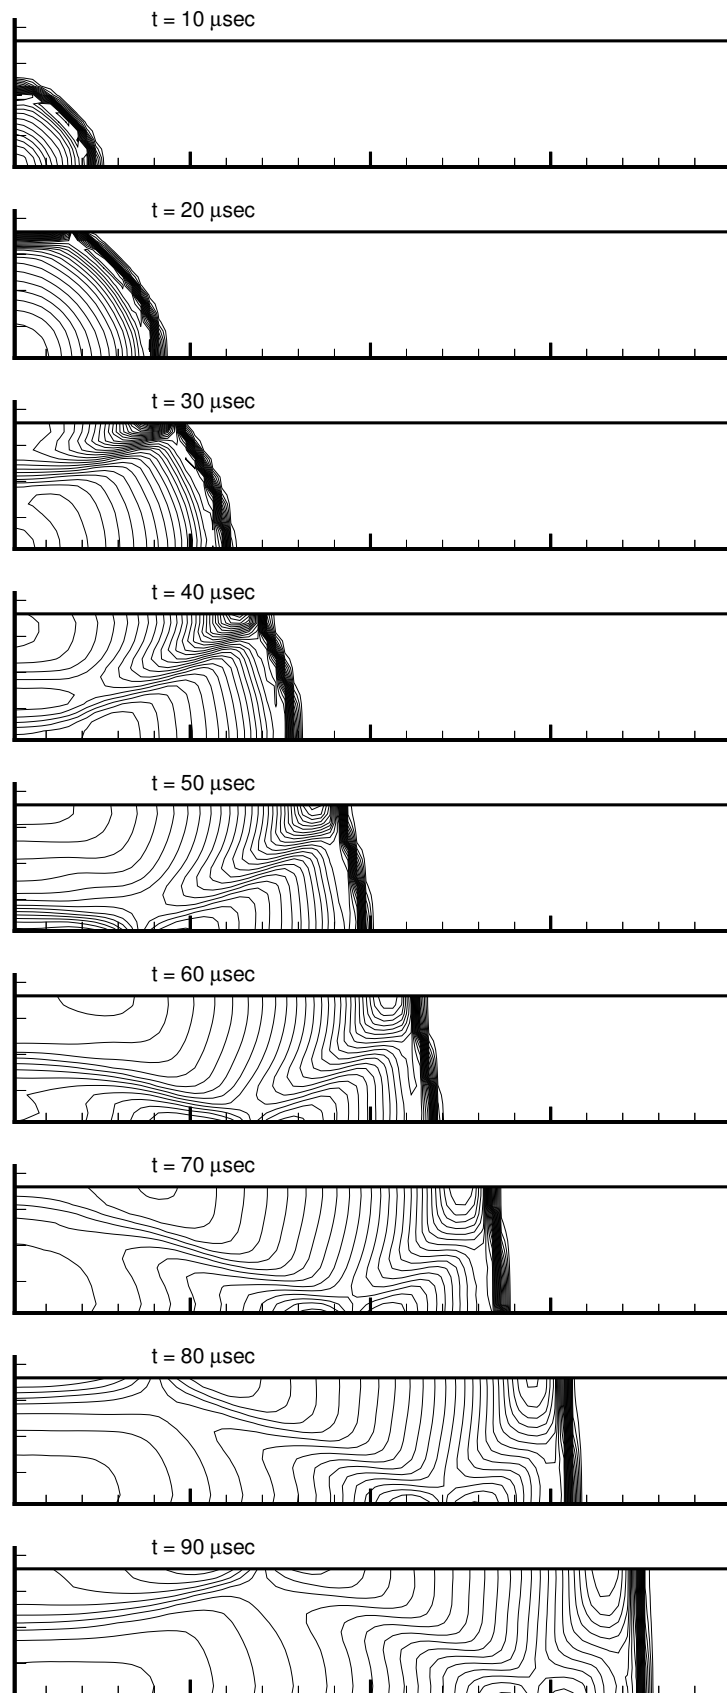 t = 10 μsec
t = 20 μsec
t = 30 μsec
t = 40 μsec
t = 50 μsec
t = 60 μsec
t = 70 μsec
t = 80 μsec
t = 90 μsec